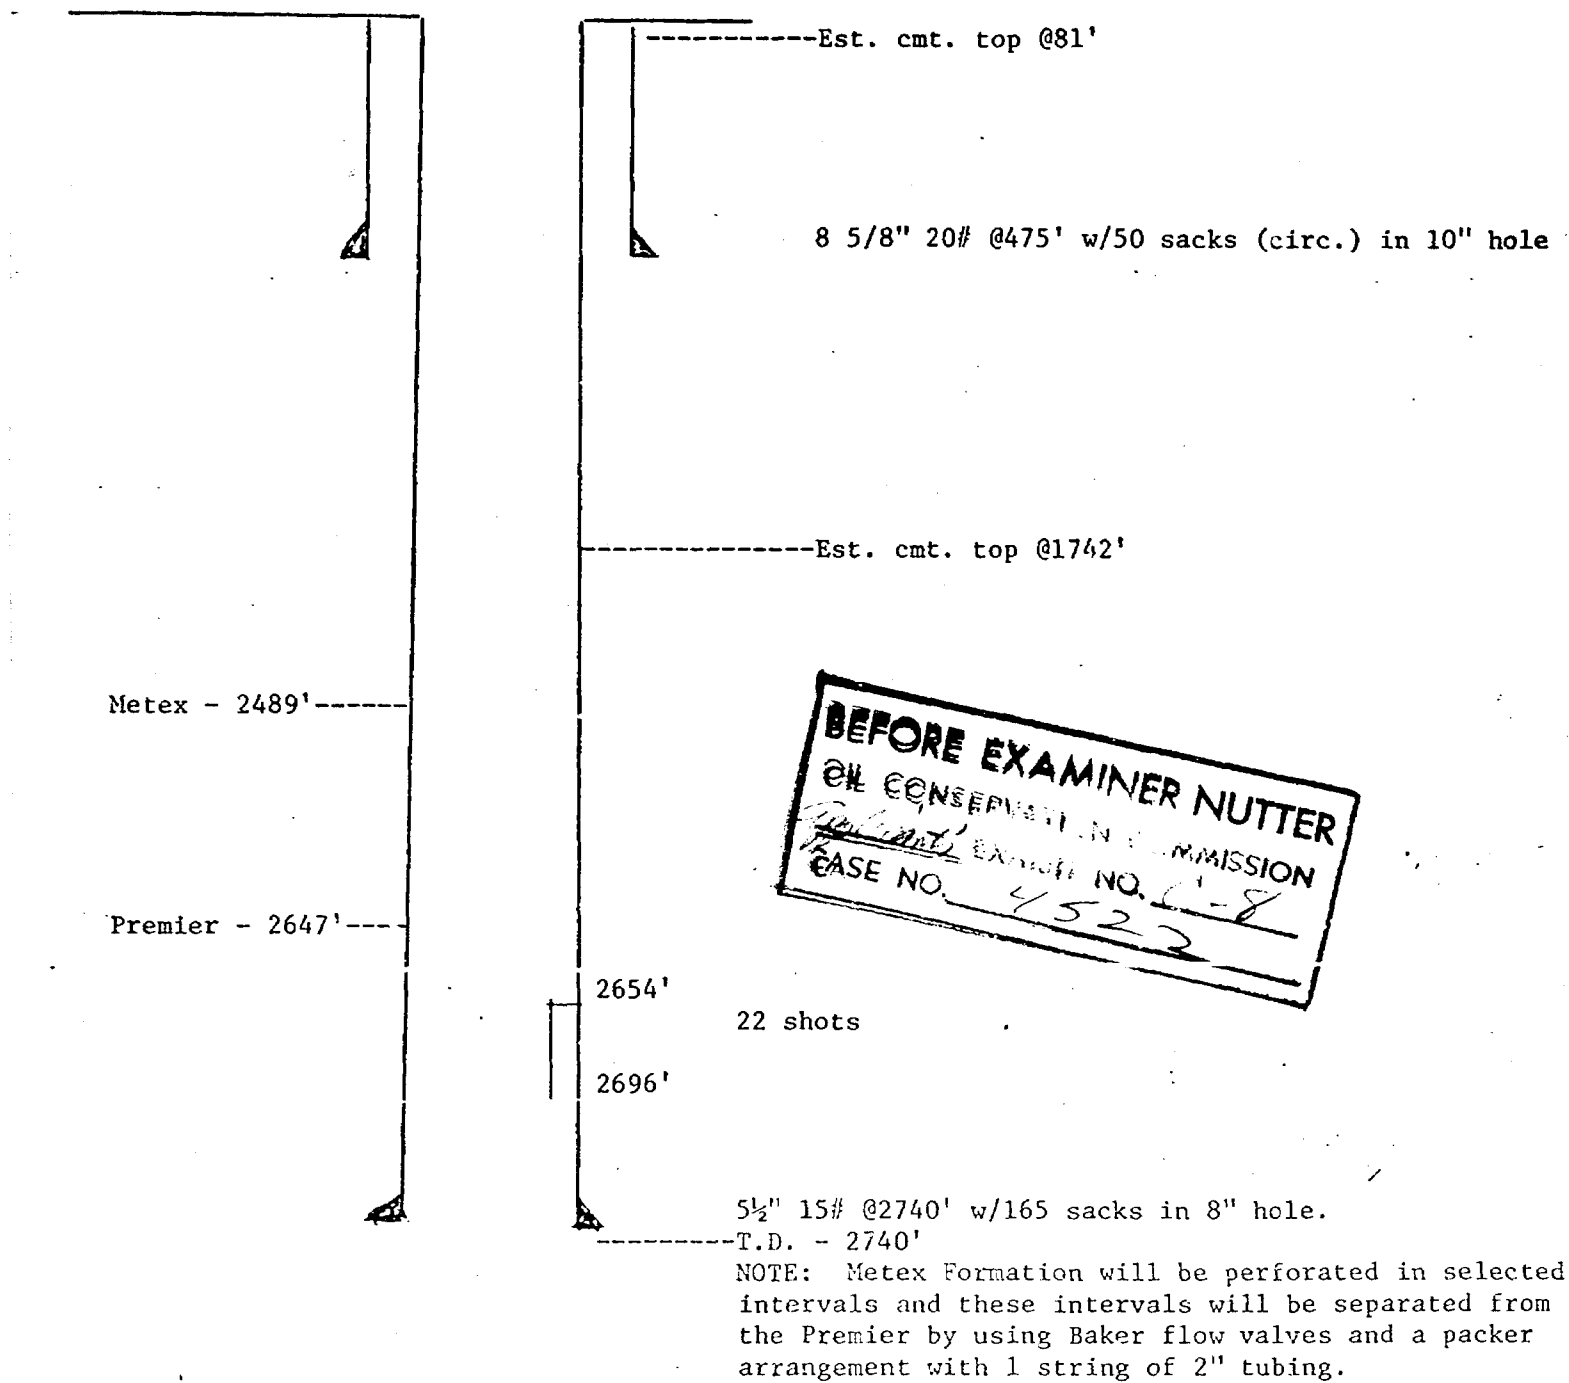 Est. cmt. top @81'
8 5/8" 20# @475' w/50 sacks (circ.) in 10" hole
Est. cmt. top @1742'
Metex - 2489'
BEFORE EXAMINER NUTTER
OIL CONSERVATION COMMISSION
EXHIBIT NO. C-8
CASE NO. 4522
Premier - 2647'
2654'
22 shots
2696'
5½" 15# @2740' w/165 sacks in 8" hole.
T.D. - 2740'
NOTE: Metex Formation will be perforated in selected
intervals and these intervals will be separated from
the Premier by using Baker flow valves and a packer
arrangement with 1 string of 2" tubing.